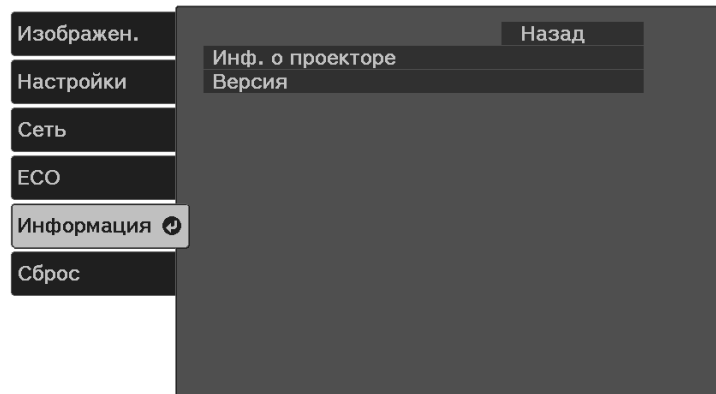 Изображен.
Настройки
Сеть
ECO
Информация
Сброс
Назад
Инф. о проекторе
Версия